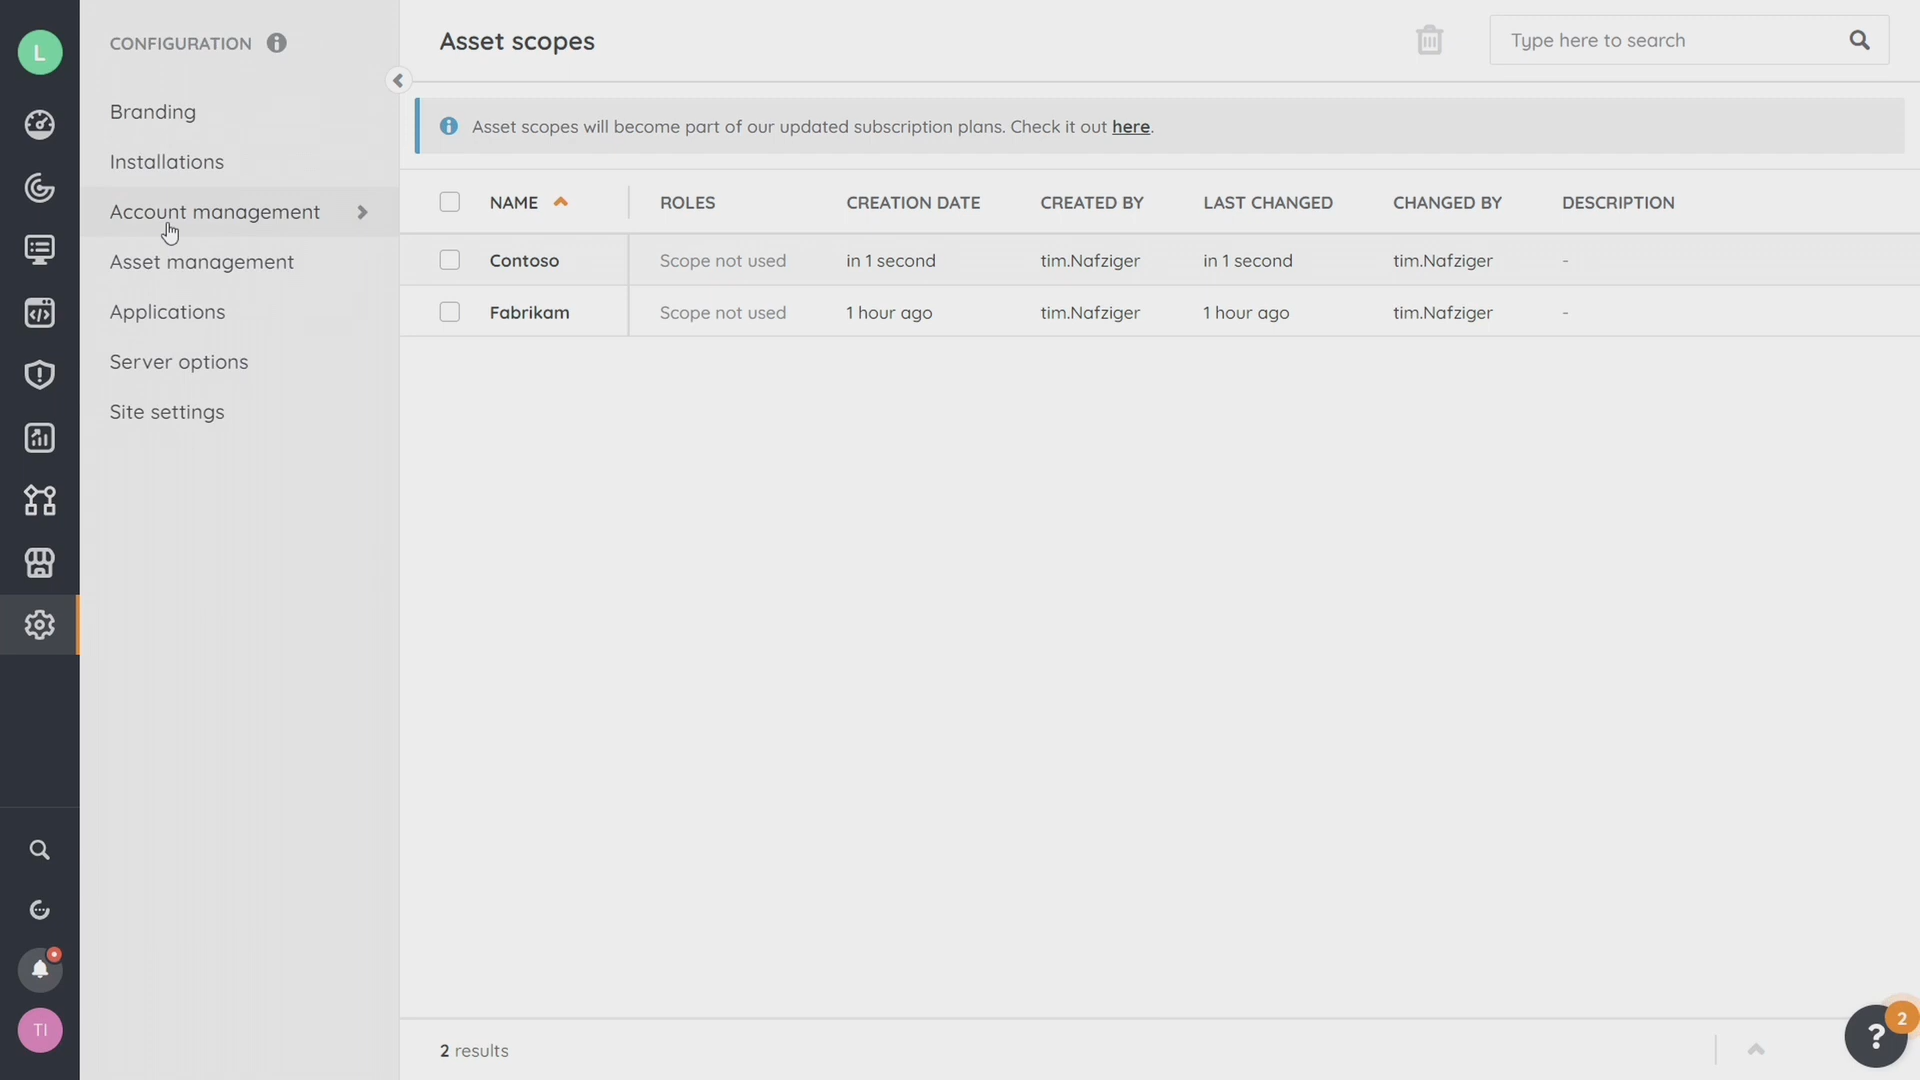 L
CONFIGURATION
Branding
Installations
Account management
Asset management
Applications
Server options
Site settings
TI
Asset scopes
Type here to search
Asset scopes will become part of our updated subscription plans. Check it out here.
NAME ROLES CREATION DATE CREATED BY LAST CHANGED CHANGED BY DESCRIPTION
Contoso Scope not used in 1 second tim.Nafziger in 1 second tim.Nafziger -
Fabrikam Scope not used 1 hour ago tim.Nafziger 1 hour ago tim.Nafziger -
2 results
? 2